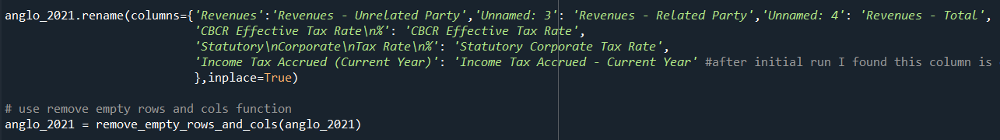 anglo_2021.rename(columns={'Revenues':'Revenues - Unrelated Party','Unnamed: 3': 'Revenues - Related Party','Unnamed: 4': 'Revenues - Total',
'CBCR Effective Tax Rate\n%': 'CBCR Effective Tax Rate',
'Statutory\nCorporate\nTax Rate\n%': 'Statutory Corporate Tax Rate',
'Income Tax Accrued (Current Year)': 'Income Tax Accrued - Current Year' #after initial run I found this column is
},inplace=True)
# use remove empty rows and cols function
anglo_2021 = remove_empty_rows_and_cols(anglo_2021)